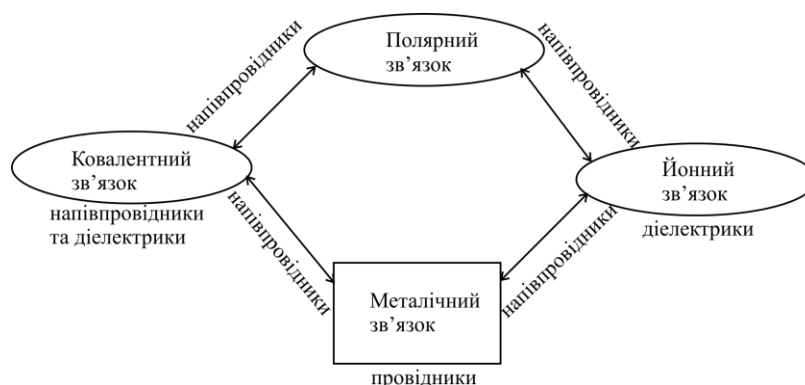 Полярний
зв’язок
напівпровідники
напівпровідники
Ковалентний
зв’язок
напівпровідники
та діелектрики
Йонний
зв’язок
діелектрики
напівпровідники
напівпровідники
Металічний
зв’язок
провідники